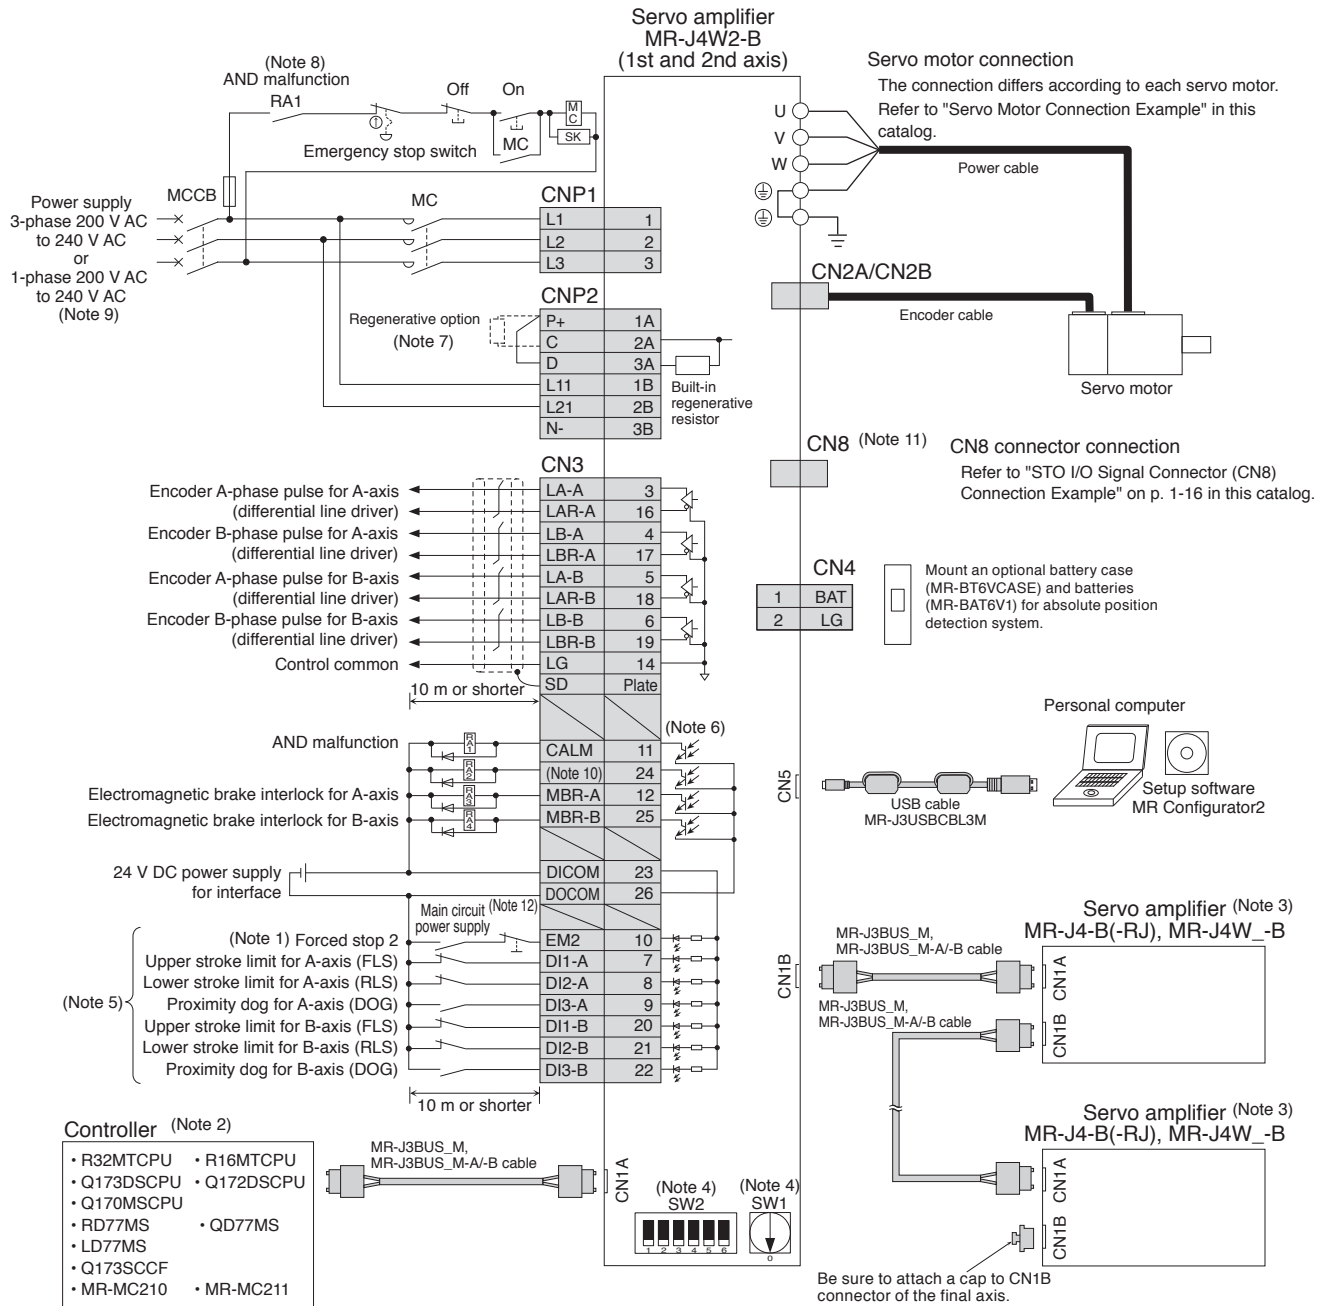 Servo amplifier
MR-J4W2-B
(1st and 2nd axis)
(Note 8)
AND malfunction
RA1
Off
On
MC
SK
MC
Emergency stop switch
Power supply
3-phase 200 V AC
to 240 V AC
or
1-phase 200 V AC
to 240 V AC
(Note 9)
MCCB
MC
CNP1
L1 1
L2 2
L3 3
CNP2
P+ 1A
C 2A
D 3A
L11 1B
L21 2B
N- 3B
Regenerative option
(Note 7)
Built-in
regenerative
resistor
U
V
W
Servo motor connection
The connection differs according to each servo motor.
Refer to "Servo Motor Connection Example" in this
catalog.
Power cable
CN2A/CN2B
Encoder cable
Servo motor
CN8 (Note 11)
CN8 connector connection
Refer to "STO I/O Signal Connector (CN8)
Connection Example" on p. 1-16 in this catalog.
CN4
1 BAT
2 LG
Mount an optional battery case
(MR-BT6VCASE) and batteries
(MR-BAT6V1) for absolute position
detection system.
CN3
Encoder A-phase pulse for A-axis LA-A 3
(differential line driver) LAR-A 16
Encoder B-phase pulse for A-axis LB-A 4
(differential line driver) LBR-A 17
Encoder A-phase pulse for B-axis LA-B 5
(differential line driver) LAR-B 18
Encoder B-phase pulse for B-axis LB-B 6
(differential line driver) LBR-B 19
Control common LG 14
SD Plate
10 m or shorter
(Note 6)
AND malfunction RA1 CALM 11
RA2 (Note 10) 24
Electromagnetic brake interlock for A-axis RA3 MBR-A 12
Electromagnetic brake interlock for B-axis RA4 MBR-B 25
24 V DC power supply
for interface
DICOM 23
DOCOM 26
Main circuit (Note 12)
power supply
(Note 5)
(Note 1) Forced stop 2 EM2 10
Upper stroke limit for A-axis (FLS) DI1-A 7
Lower stroke limit for A-axis (RLS) DI2-A 8
Proximity dog for A-axis (DOG) DI3-A 9
Upper stroke limit for B-axis (FLS) DI1-B 20
Lower stroke limit for B-axis (RLS) DI2-B 21
Proximity dog for B-axis (DOG) DI3-B 22
10 m or shorter
Personal computer
CN5
USB cable
MR-J3USBCBL3M
Setup software
MR Configurator2
Servo amplifier (Note 3)
MR-J4-B(-RJ), MR-J4W_-B
CN1B
MR-J3BUS_M,
MR-J3BUS_M-A/-B cable
CN1A
MR-J3BUS_M,
MR-J3BUS_M-A/-B cable
CN1B
Servo amplifier (Note 3)
MR-J4-B(-RJ), MR-J4W_-B
CN1A
CN1B
Be sure to attach a cap to CN1B
connector of the final axis.
Controller (Note 2)
• R32MTCPU • R16MTCPU
• Q173DSCPU • Q172DSCPU
• Q170MSCPU
• RD77MS • QD77MS
• LD77MS
• Q173SCCF
• MR-MC210 • MR-MC211
MR-J3BUS_M,
MR-J3BUS_M-A/-B cable
CN1A
(Note 4)
SW2
1 2 3 4 5 6
(Note 4)
SW1
0